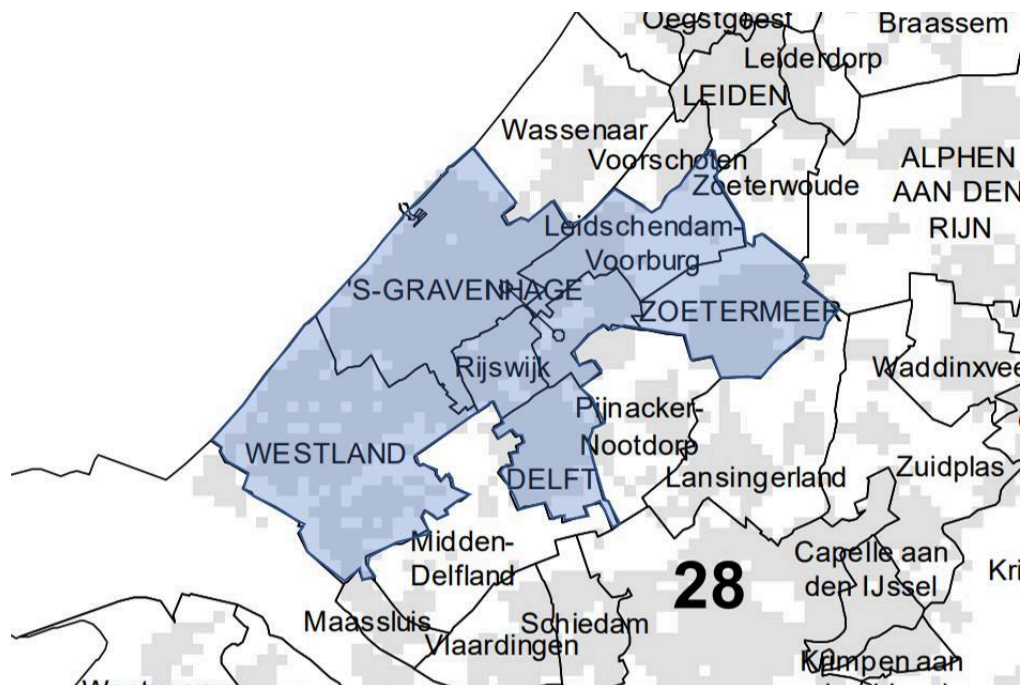 Oegstgeest
Braassem
Leiderdorp
LEIDEN
Wassenaar
Voorschoten
Zoeterwoude
ALPHEN
AAN DEN
RIJN
Leidschendam-
Voorburg
'S-GRAVENHAGE
ZOETERMEER
Rijswijk
Waddinxvee
Pijnacker-
Nootdorp
WESTLAND
DELFT
Lansingerland
Zuidplas
Midden-
Delfland
Capelle aan
den IJssel
28
Kri
Maassluis
Schiedam
Vlaardingen
Krimpen aan